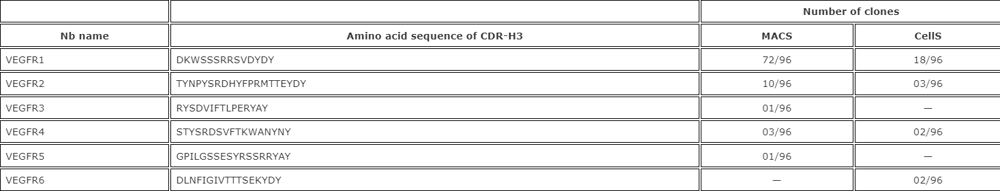 Number of clones
Nb name Amino acid sequence of CDR-H3 MACS CellS
VEGFR1 DKWSSSRRSVDYDY 72/96 18/96
VEGFR2 TYNPYSRDHYFPRMTTEYDY 10/96 03/96
VEGFR3 RYSDVIFTLPERYAY 01/96 —
VEGFR4 STYSRDSVFTKWANYNY 03/96 02/96
VEGFR5 GPILGSSESYRSSRRYAY 01/96 —
VEGFR6 DLNFIGIVTTTSEKYDY — 02/96